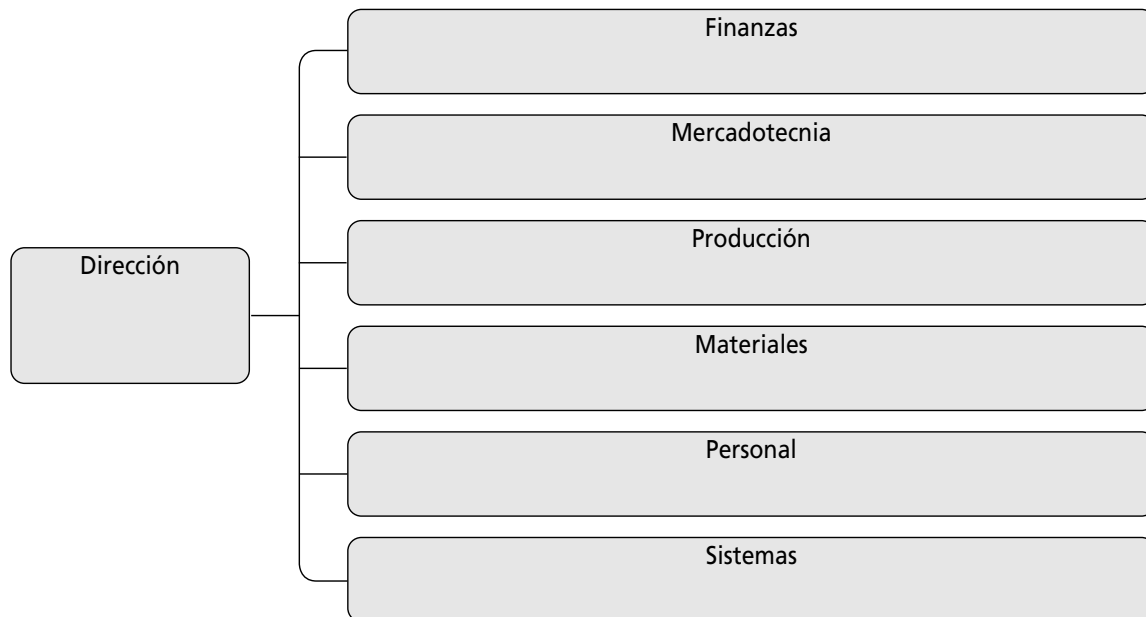 Finanzas
Mercadotecnia
Producción
Dirección
Materiales
Personal
Sistemas